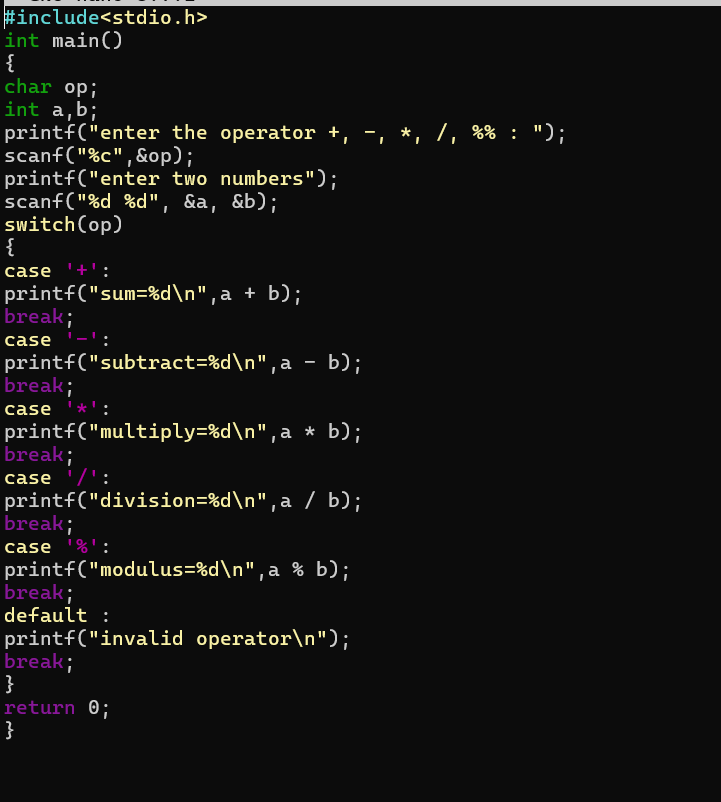 #include<stdio.h>
int main()
{
char op;
int a,b;
printf("enter the operator +, -, *, /, %% : ");
scanf("%c",&op);
printf("enter two numbers");
scanf("%d %d", &a, &b);
switch(op)
{
case '+':
printf("sum=%d\n",a + b);
break;
case '-':
printf("subtract=%d\n",a - b);
break;
case '*':
printf("multiply=%d\n",a * b);
break;
case '/':
printf("division=%d\n",a / b);
break;
case '%':
printf("modulus=%d\n",a % b);
break;
default :
printf("invalid operator\n");
break;
}
return 0;
}